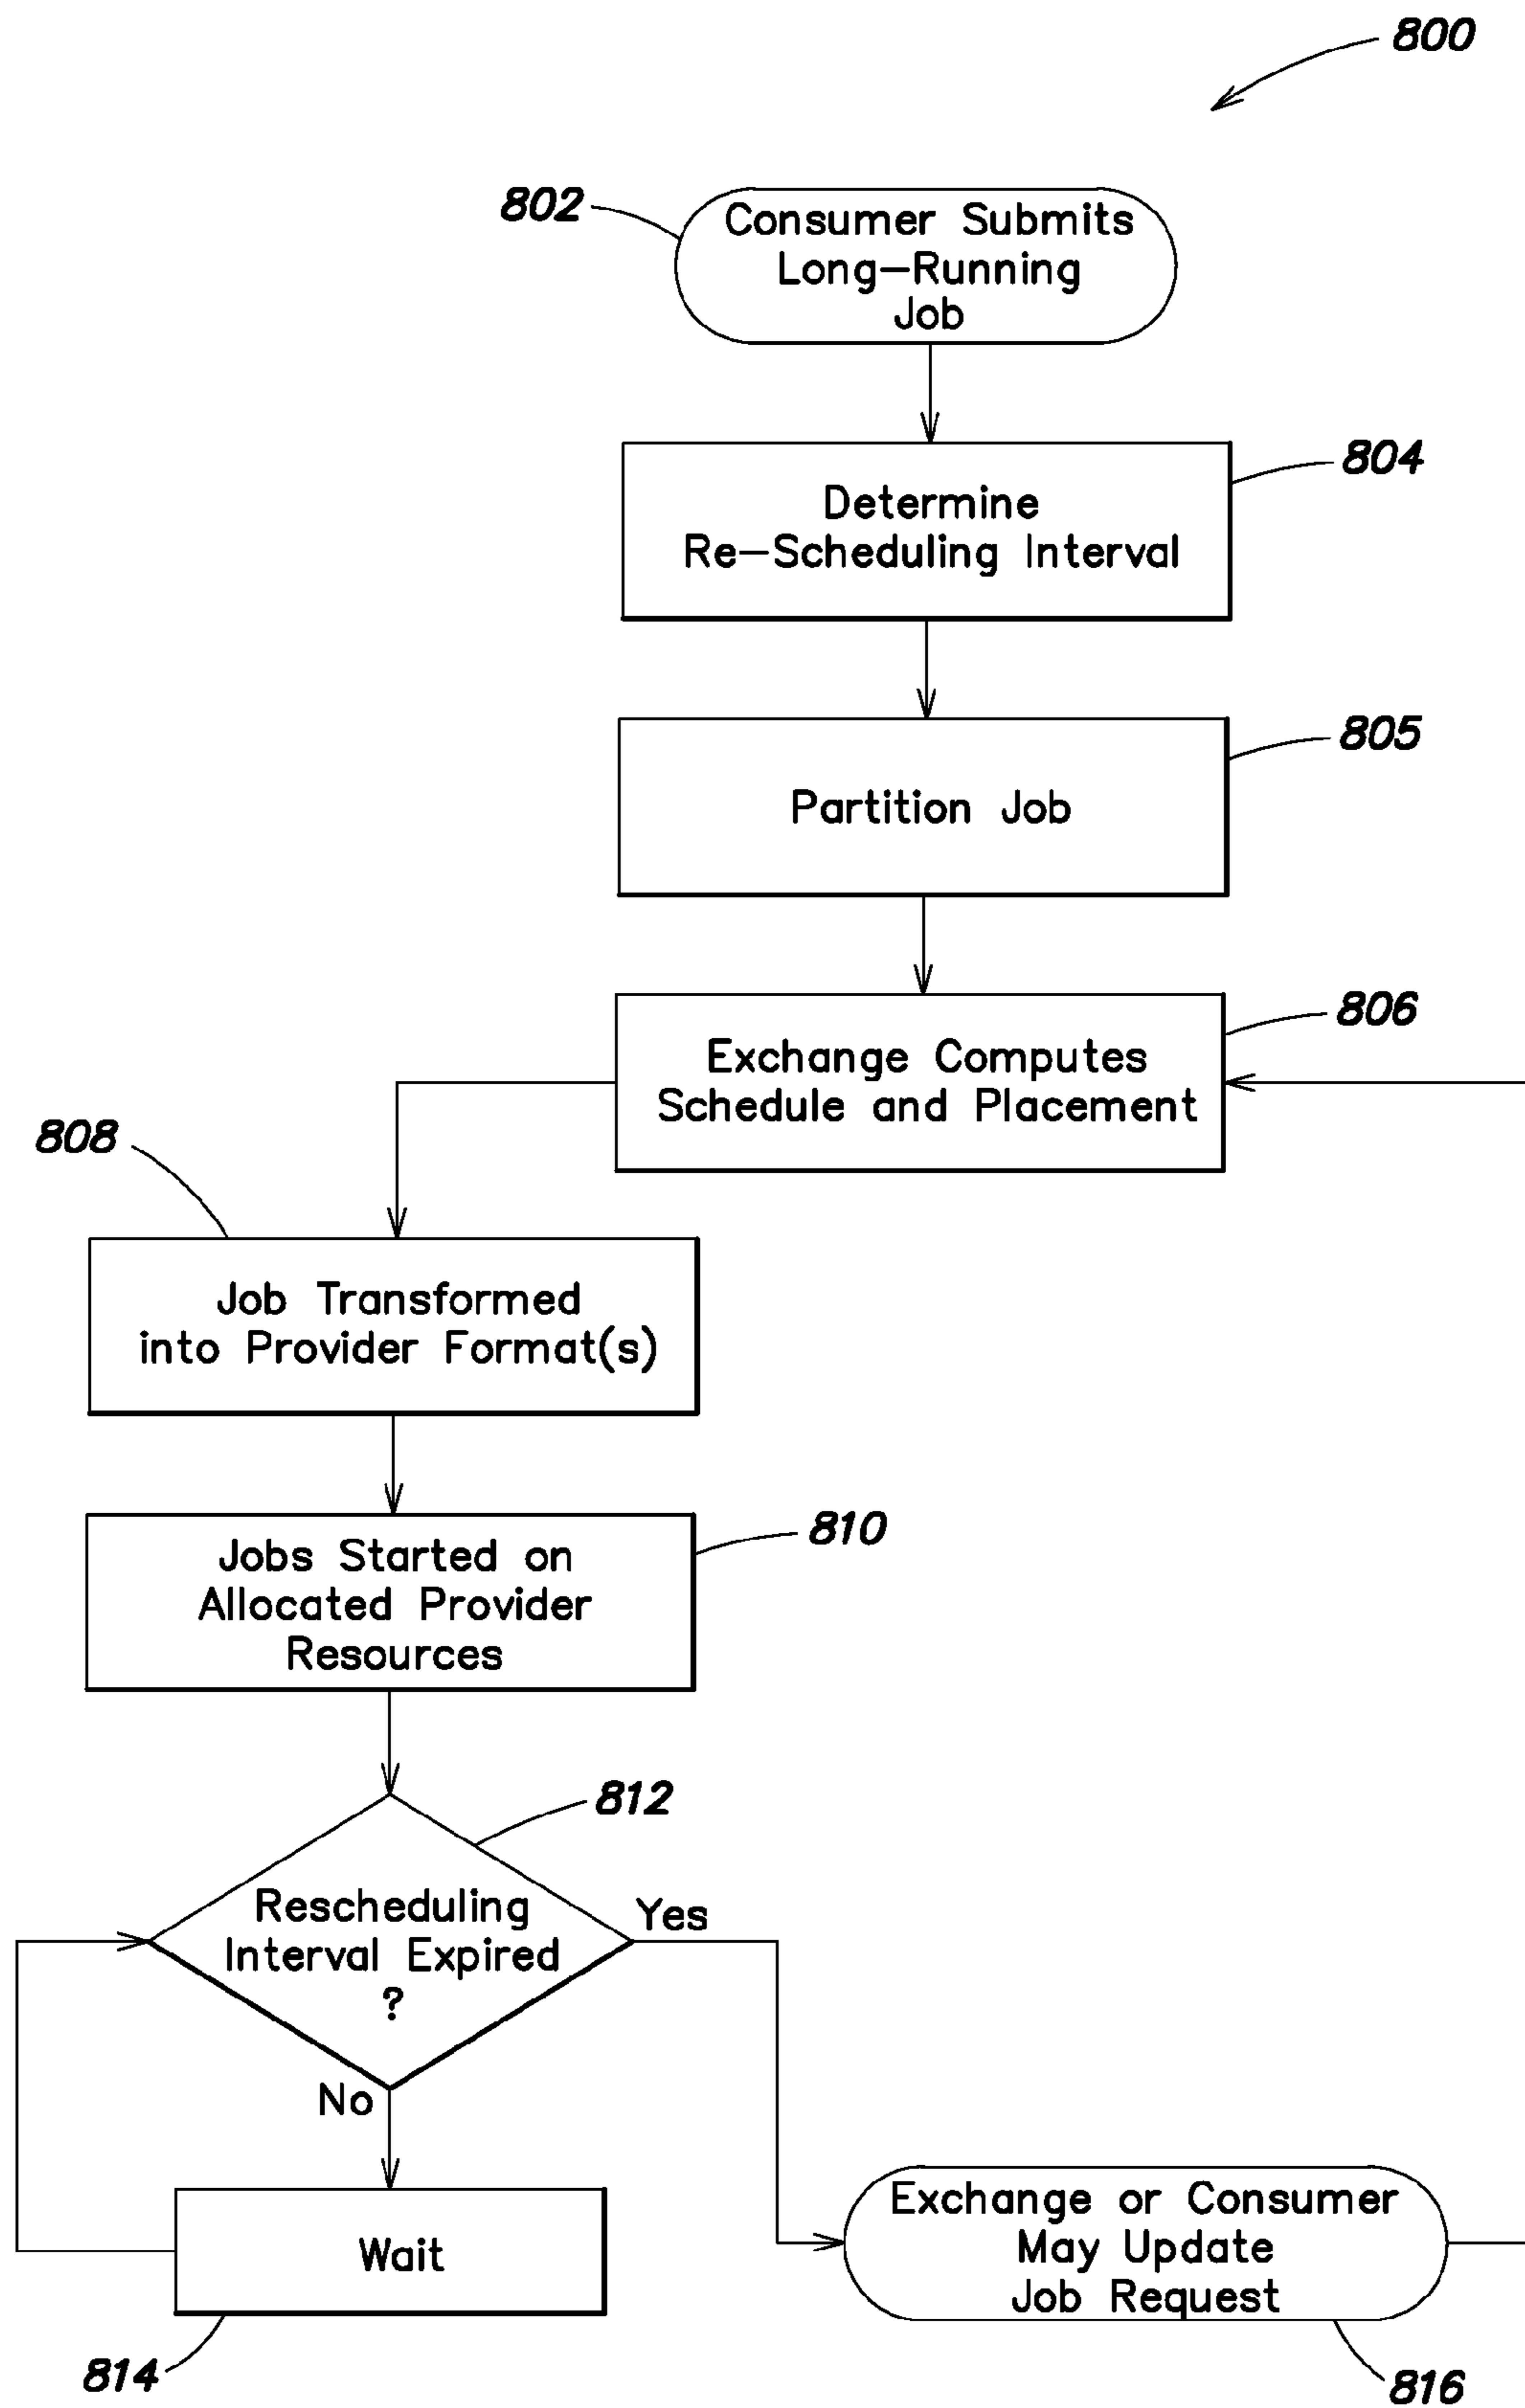 800
802
Consumer Submits
Long-Running
Job
804
Determine
Re-Scheduling Interval
805
Partition Job
806
Exchange Computes
Schedule and Placement
808
Job Transformed
into Provider Format(s)
810
Jobs Started on
Allocated Provider
Resources
812
Rescheduling
Interval Expired
?
Yes
No
Wait
814
Exchange or Consumer
May Update
Job Request
816